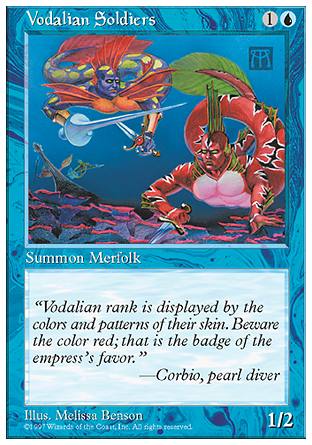 Vodalian Soldiers 1
Summon Merfolk
“Vodalian rank is displayed by the
colors and patterns of their skin. Beware
the color red; that is the badge of the
empress’s favor.”
—Corbio, pearl diver
Illus. Melissa Benson
©1997 Wizards of the Coast, Inc. All rights reserved.
1/2